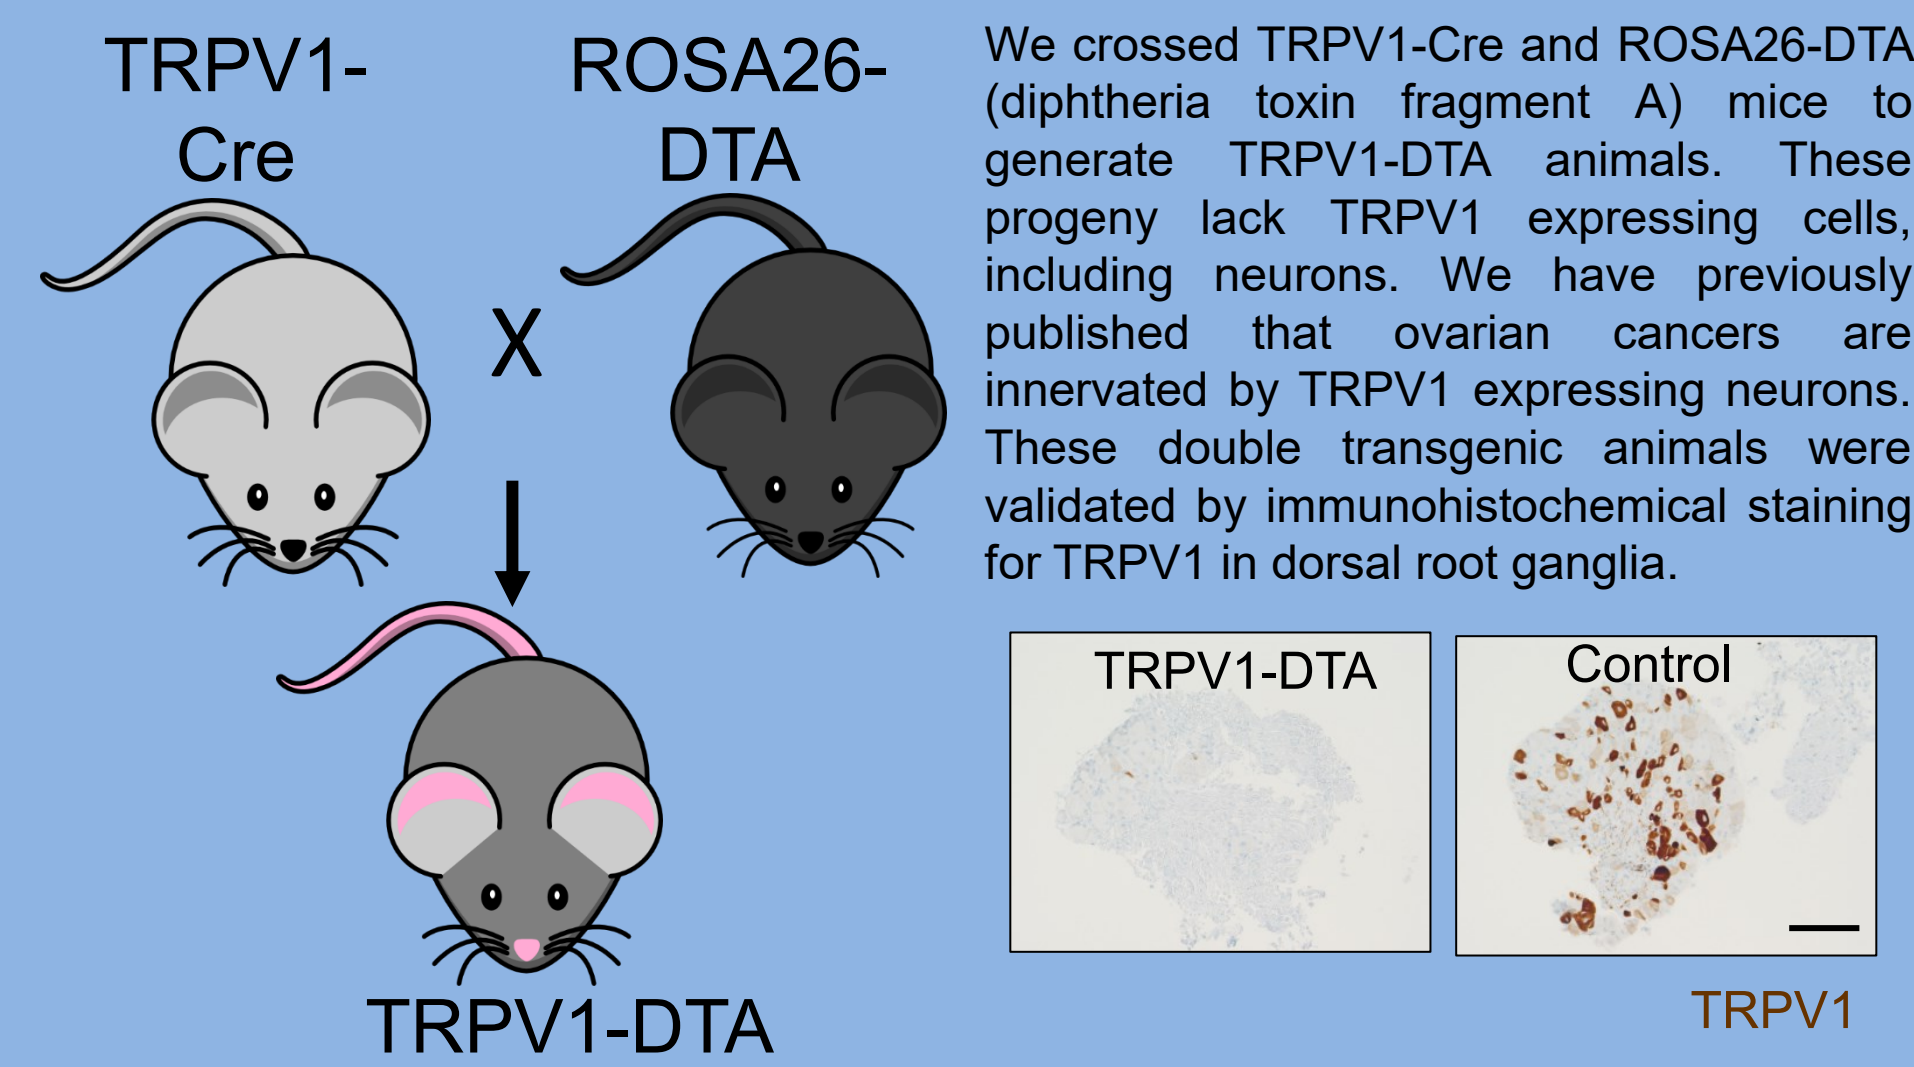 TRPV1-
Cre
ROSA26-
DTA
X
TRPV1-DTA
We crossed TRPV1-Cre and ROSA26-DTA
(diphtheria toxin fragment A) mice to
generate TRPV1-DTA animals. These
progeny lack TRPV1 expressing cells,
including neurons. We have previously
published that ovarian cancers are
innervated by TRPV1 expressing neurons.
These double transgenic animals were
validated by immunohistochemical staining
for TRPV1 in dorsal root ganglia.
TRPV1-DTA
Control
TRPV1